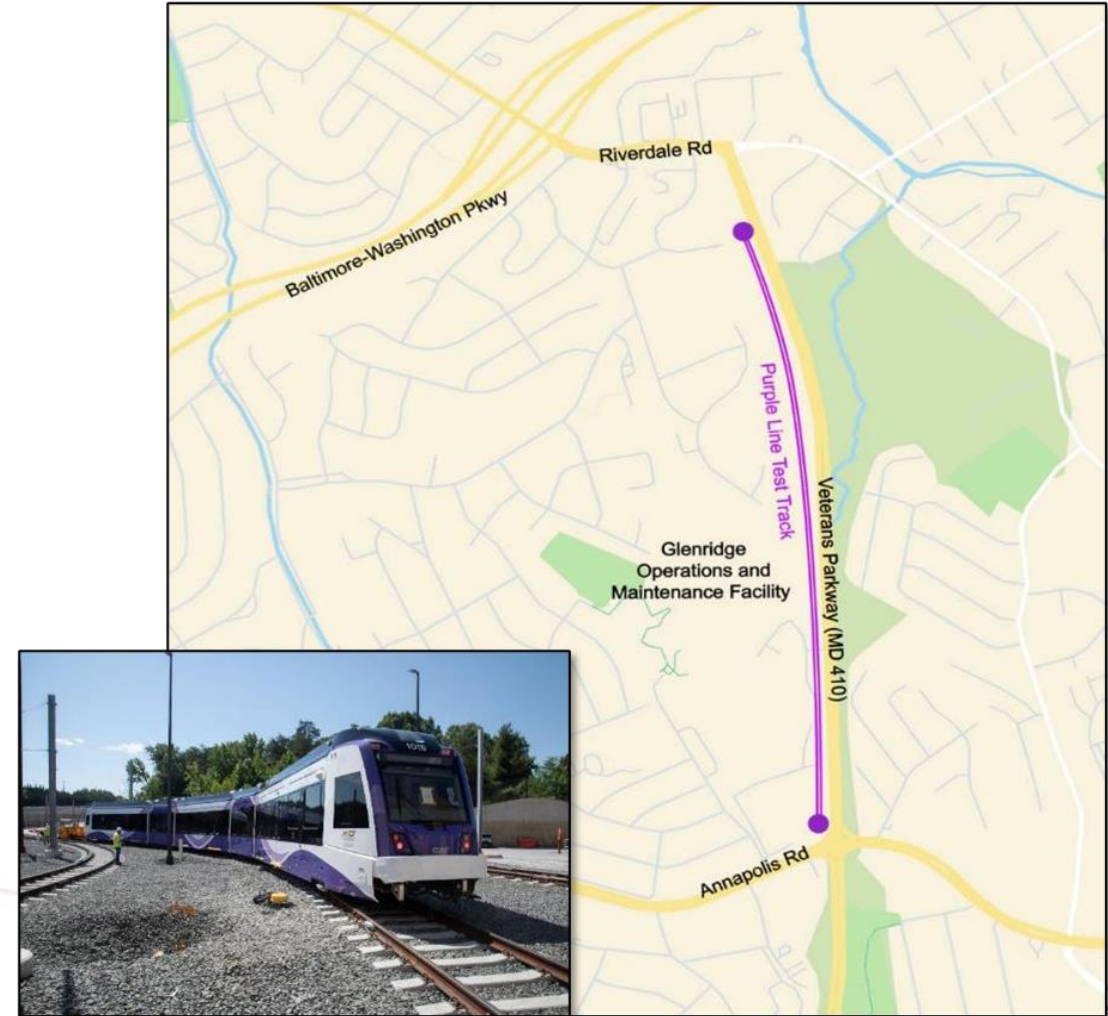 Riverdale Rd
Baltimore-Washington Pkwy
Purple Line Test Track
Veterans Parkway (MD 410)
Glenridge
Operations and
Maintenance Facility
Annapolis Rd